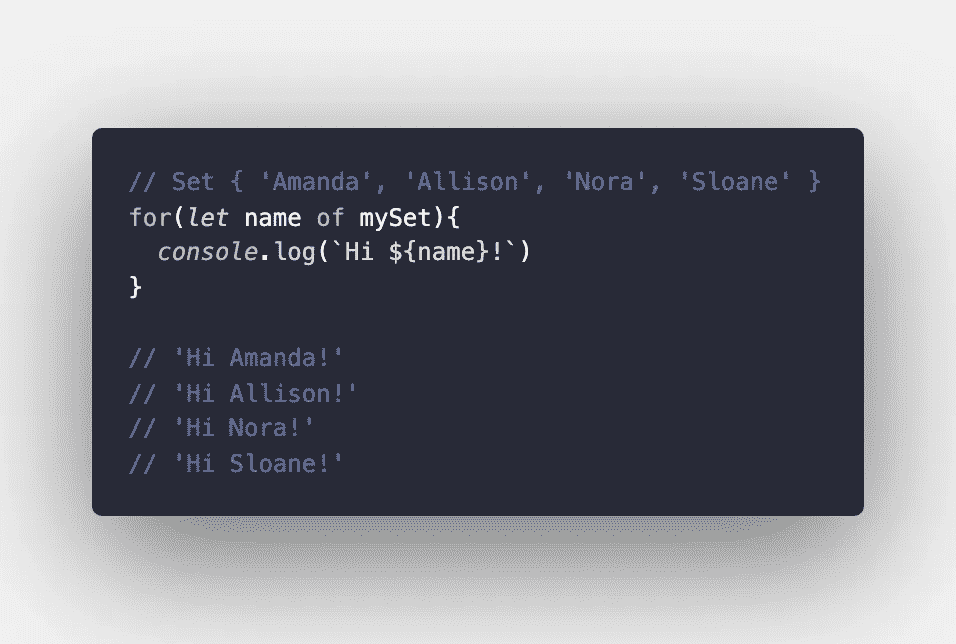 // Set { 'Amanda', 'Allison', 'Nora', 'Sloane' }
for(let name of mySet){
  console.log(`Hi ${name}!`)
}
// 'Hi Amanda!'
// 'Hi Allison!'
// 'Hi Nora!'
// 'Hi Sloane!'